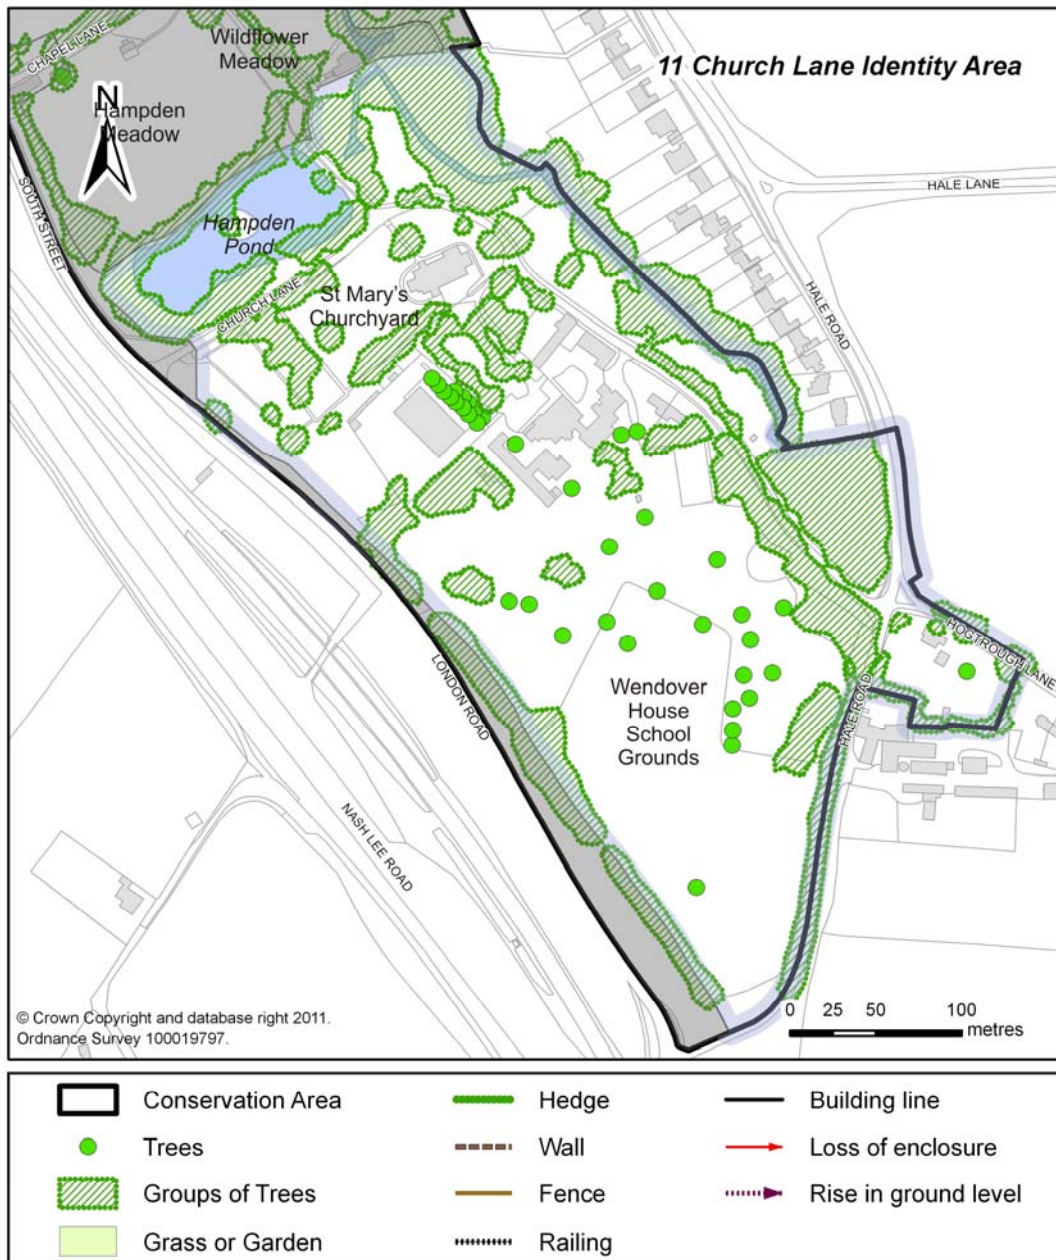 11 Church Lane Identity Area
CHAPEL LANE
Wildflower
Meadow
N
Hampden
Meadow
SOUTH STREET
Hampden
Pond
CHURCH LANE
St Mary's
Churchyard
HALE LANE
HALE ROAD
HOGTROUGH LANE
LONDON ROAD
Wendover
House
School
Grounds
HALE ROAD
NASH LEE ROAD
© Crown Copyright and database right 2011.
Ordnance Survey 100019797.
0 25 50 100
metres
Conservation Area
Trees
Groups of Trees
Grass or Garden
Hedge
Wall
Fence
Railing
Building line
Loss of enclosure
Rise in ground level